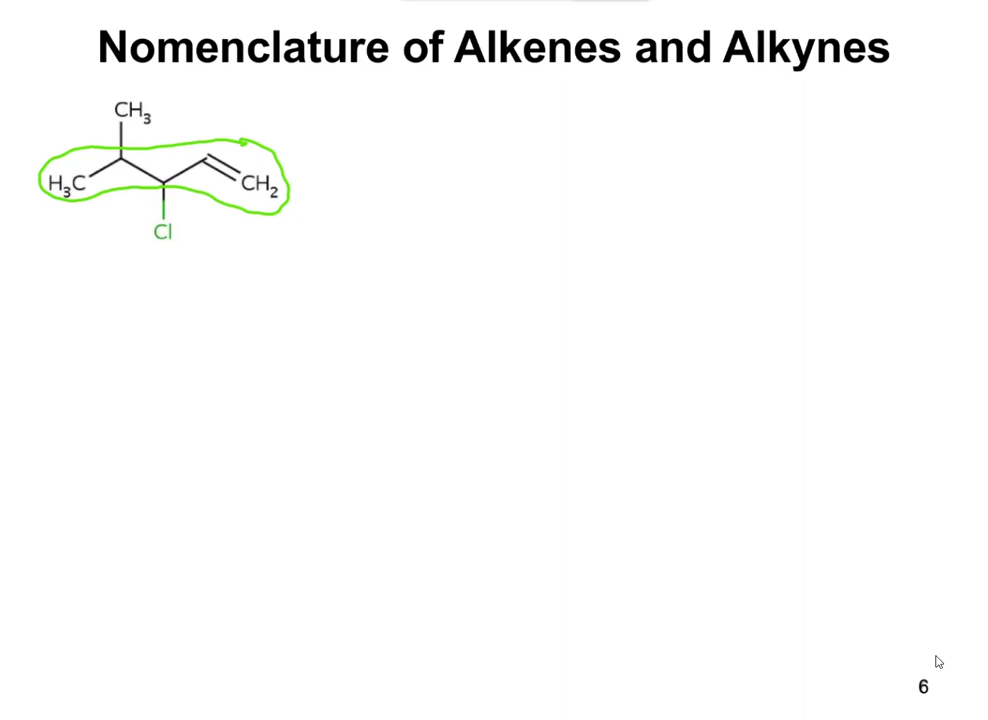 Nomenclature of Alkenes and Alkynes
CH₃
H₃C
CH₂
Cl
6